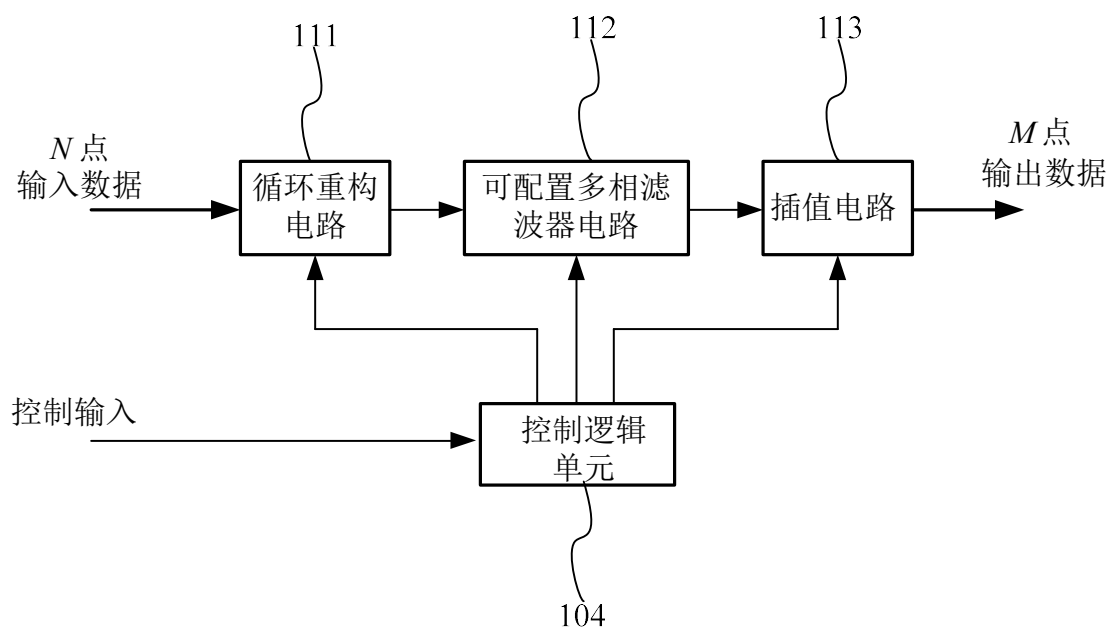 111
112
113
N 点
输入数据
循环重构
电路
可配置多相滤
波器电路
插值电路
M 点
输出数据
控制输入
控制逻辑
单元
104